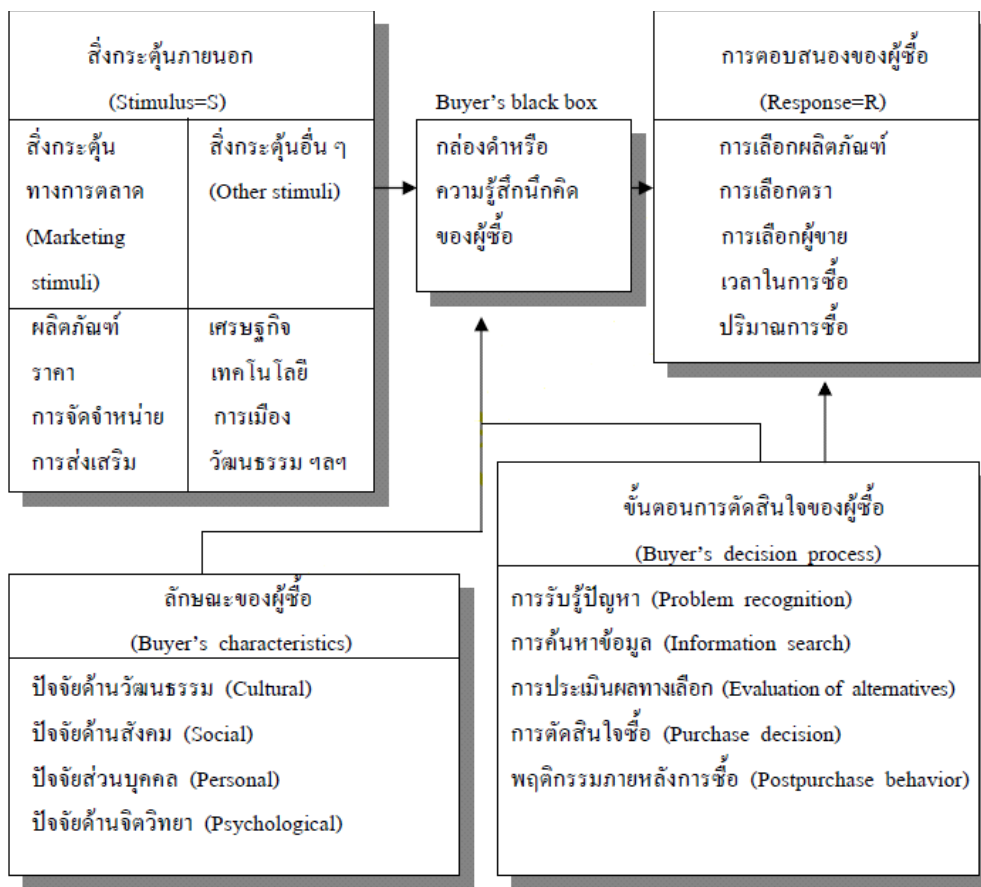 สิ่งกระตุ้นภายนอก
(Stimulus=S)
สิ่งกระตุ้น
ทางการตลาด
(Marketing
stimuli)
สิ่งกระตุ้นอื่น ๆ
(Other stimuli)
ผลิตภัณฑ์
ราคา
การจัดจำหน่าย
การส่งเสริม
เศรษฐกิจ
เทคโนโลยี
การเมือง
วัฒนธรรม ฯลฯ
Buyer's black box
กล่องดำหรือ
ความรู้สึกนึกคิด
ของผู้ซื้อ
การตอบสนองของผู้ซื้อ
(Response=R)
การเลือกผลิตภัณฑ์
การเลือกตรา
การเลือกผู้ขาย
เวลาในการซื้อ
ปริมาณการซื้อ
ลักษณะของผู้ซื้อ
(Buyer's characteristics)
ปัจจัยด้านวัฒนธรรม (Cultural)
ปัจจัยด้านสังคม (Social)
ปัจจัยส่วนบุคคล (Personal)
ปัจจัยด้านจิตวิทยา (Psychological)
ขั้นตอนการตัดสินใจของผู้ซื้อ
(Buyer's decision process)
การรับรู้ปัญหา (Problem recognition)
การค้นหาข้อมูล (Information search)
การประเมินผลทางเลือก (Evaluation of alternatives)
การตัดสินใจซื้อ (Purchase decision)
พฤติกรรมภายหลังการซื้อ (Postpurchase behavior)